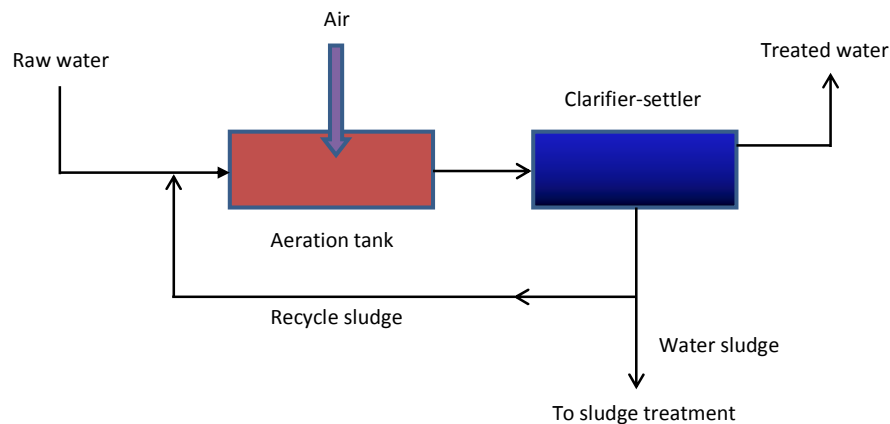 Air
Raw water
Treated water
Clarifier-settler
Aeration tank
Recycle sludge
Water sludge
To sludge treatment